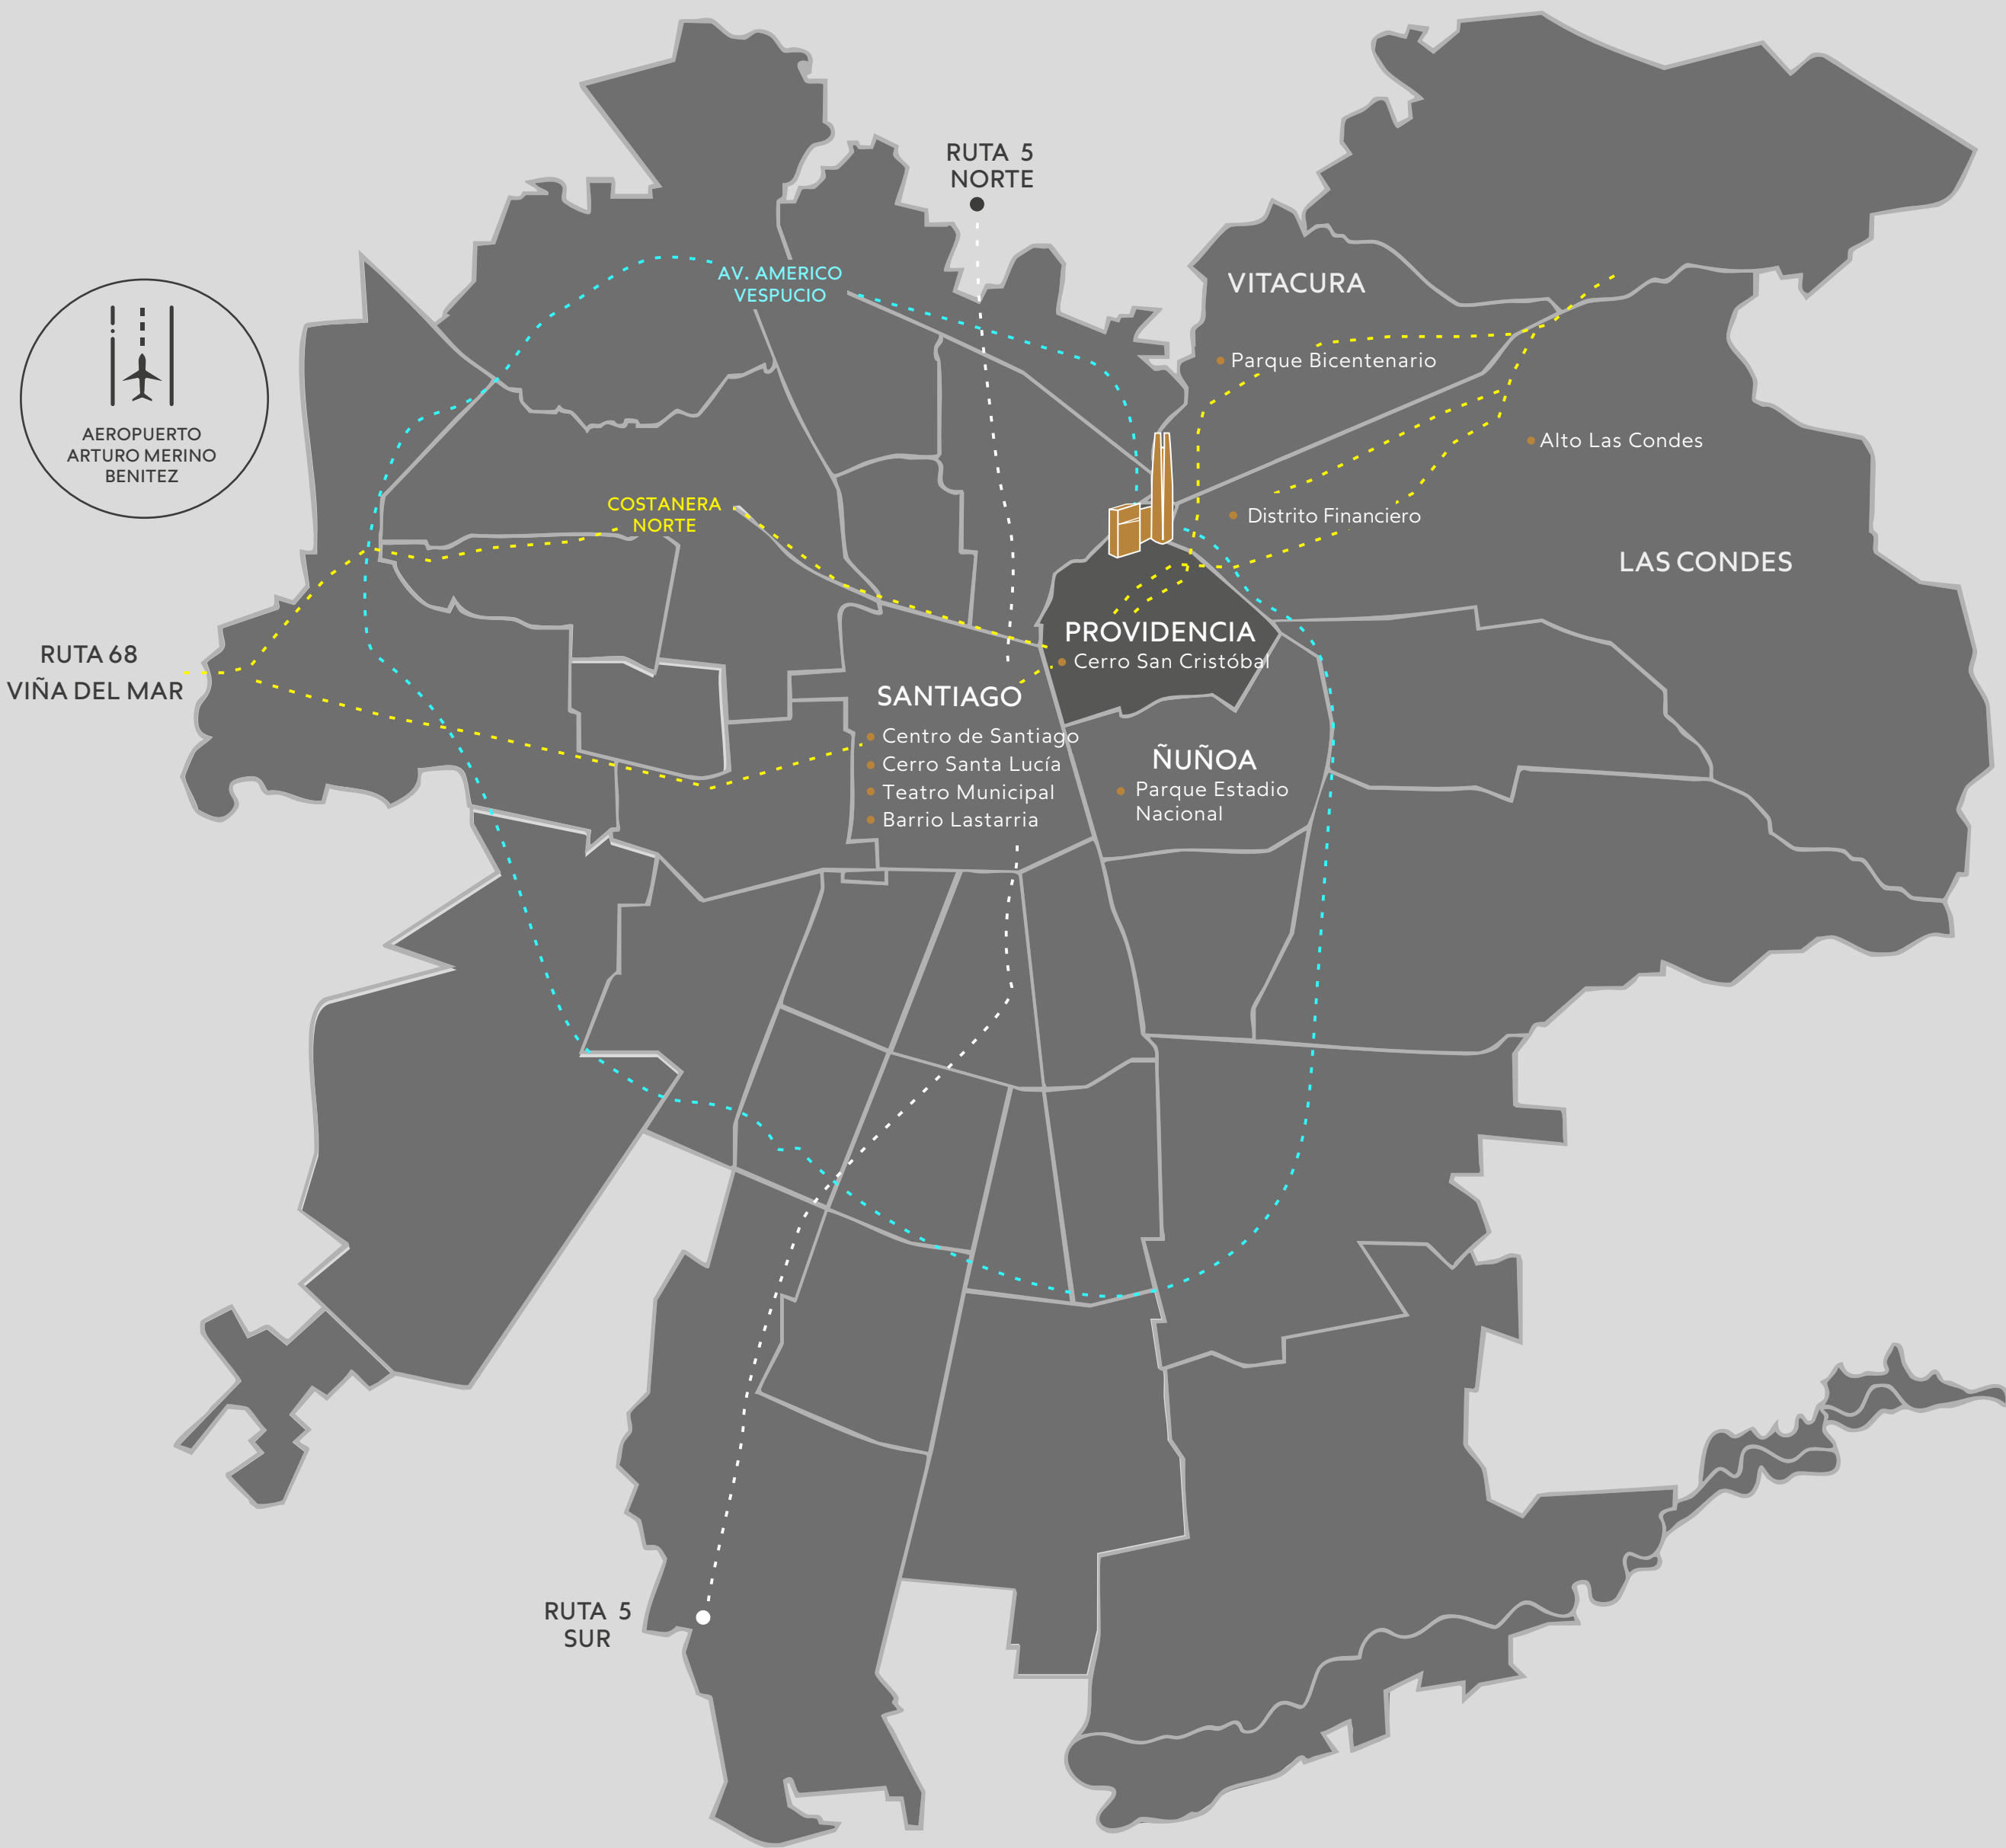 RUTA 5
NORTE
AV. AMERICO
VESPUCIO
VITACURA
Parque Bicentenario
AEROPUERTO
ARTURO MERINO
BENITEZ
Alto Las Condes
COSTANERA
NORTE
Distrito Financiero
LAS CONDES
RUTA 68
VIÑA DEL MAR
PROVIDENCIA
Cerro San Cristóbal
SANTIAGO
Centro de Santiago
Cerro Santa Lucía
Teatro Municipal
Barrio Lastarria
ÑUÑOA
Parque Estadio
Nacional
RUTA 5
SUR